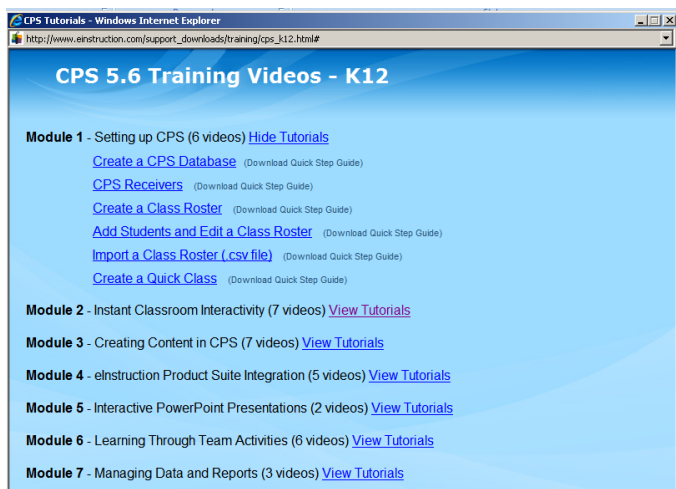 CPS Tutorials - Windows Internet Explorer
http://www.einstruction.com/support_downloads/training/cps_k12.html#
CPS 5.6 Training Videos - K12
Module 1 - Setting up CPS (6 videos) Hide Tutorials
Create a CPS Database (Download Quick Step Guide)
CPS Receivers (Download Quick Step Guide)
Create a Class Roster (Download Quick Step Guide)
Add Students and Edit a Class Roster (Download Quick Step Guide)
Import a Class Roster (.csv file) (Download Quick Step Guide)
Create a Quick Class (Download Quick Step Guide)
Module 2 - Instant Classroom Interactivity (7 videos) View Tutorials
Module 3 - Creating Content in CPS (7 videos) View Tutorials
Module 4 - eInstruction Product Suite Integration (5 videos) View Tutorials
Module 5 - Interactive PowerPoint Presentations (2 videos) View Tutorials
Module 6 - Learning Through Team Activities (6 videos) View Tutorials
Module 7 - Managing Data and Reports (3 videos) View Tutorials